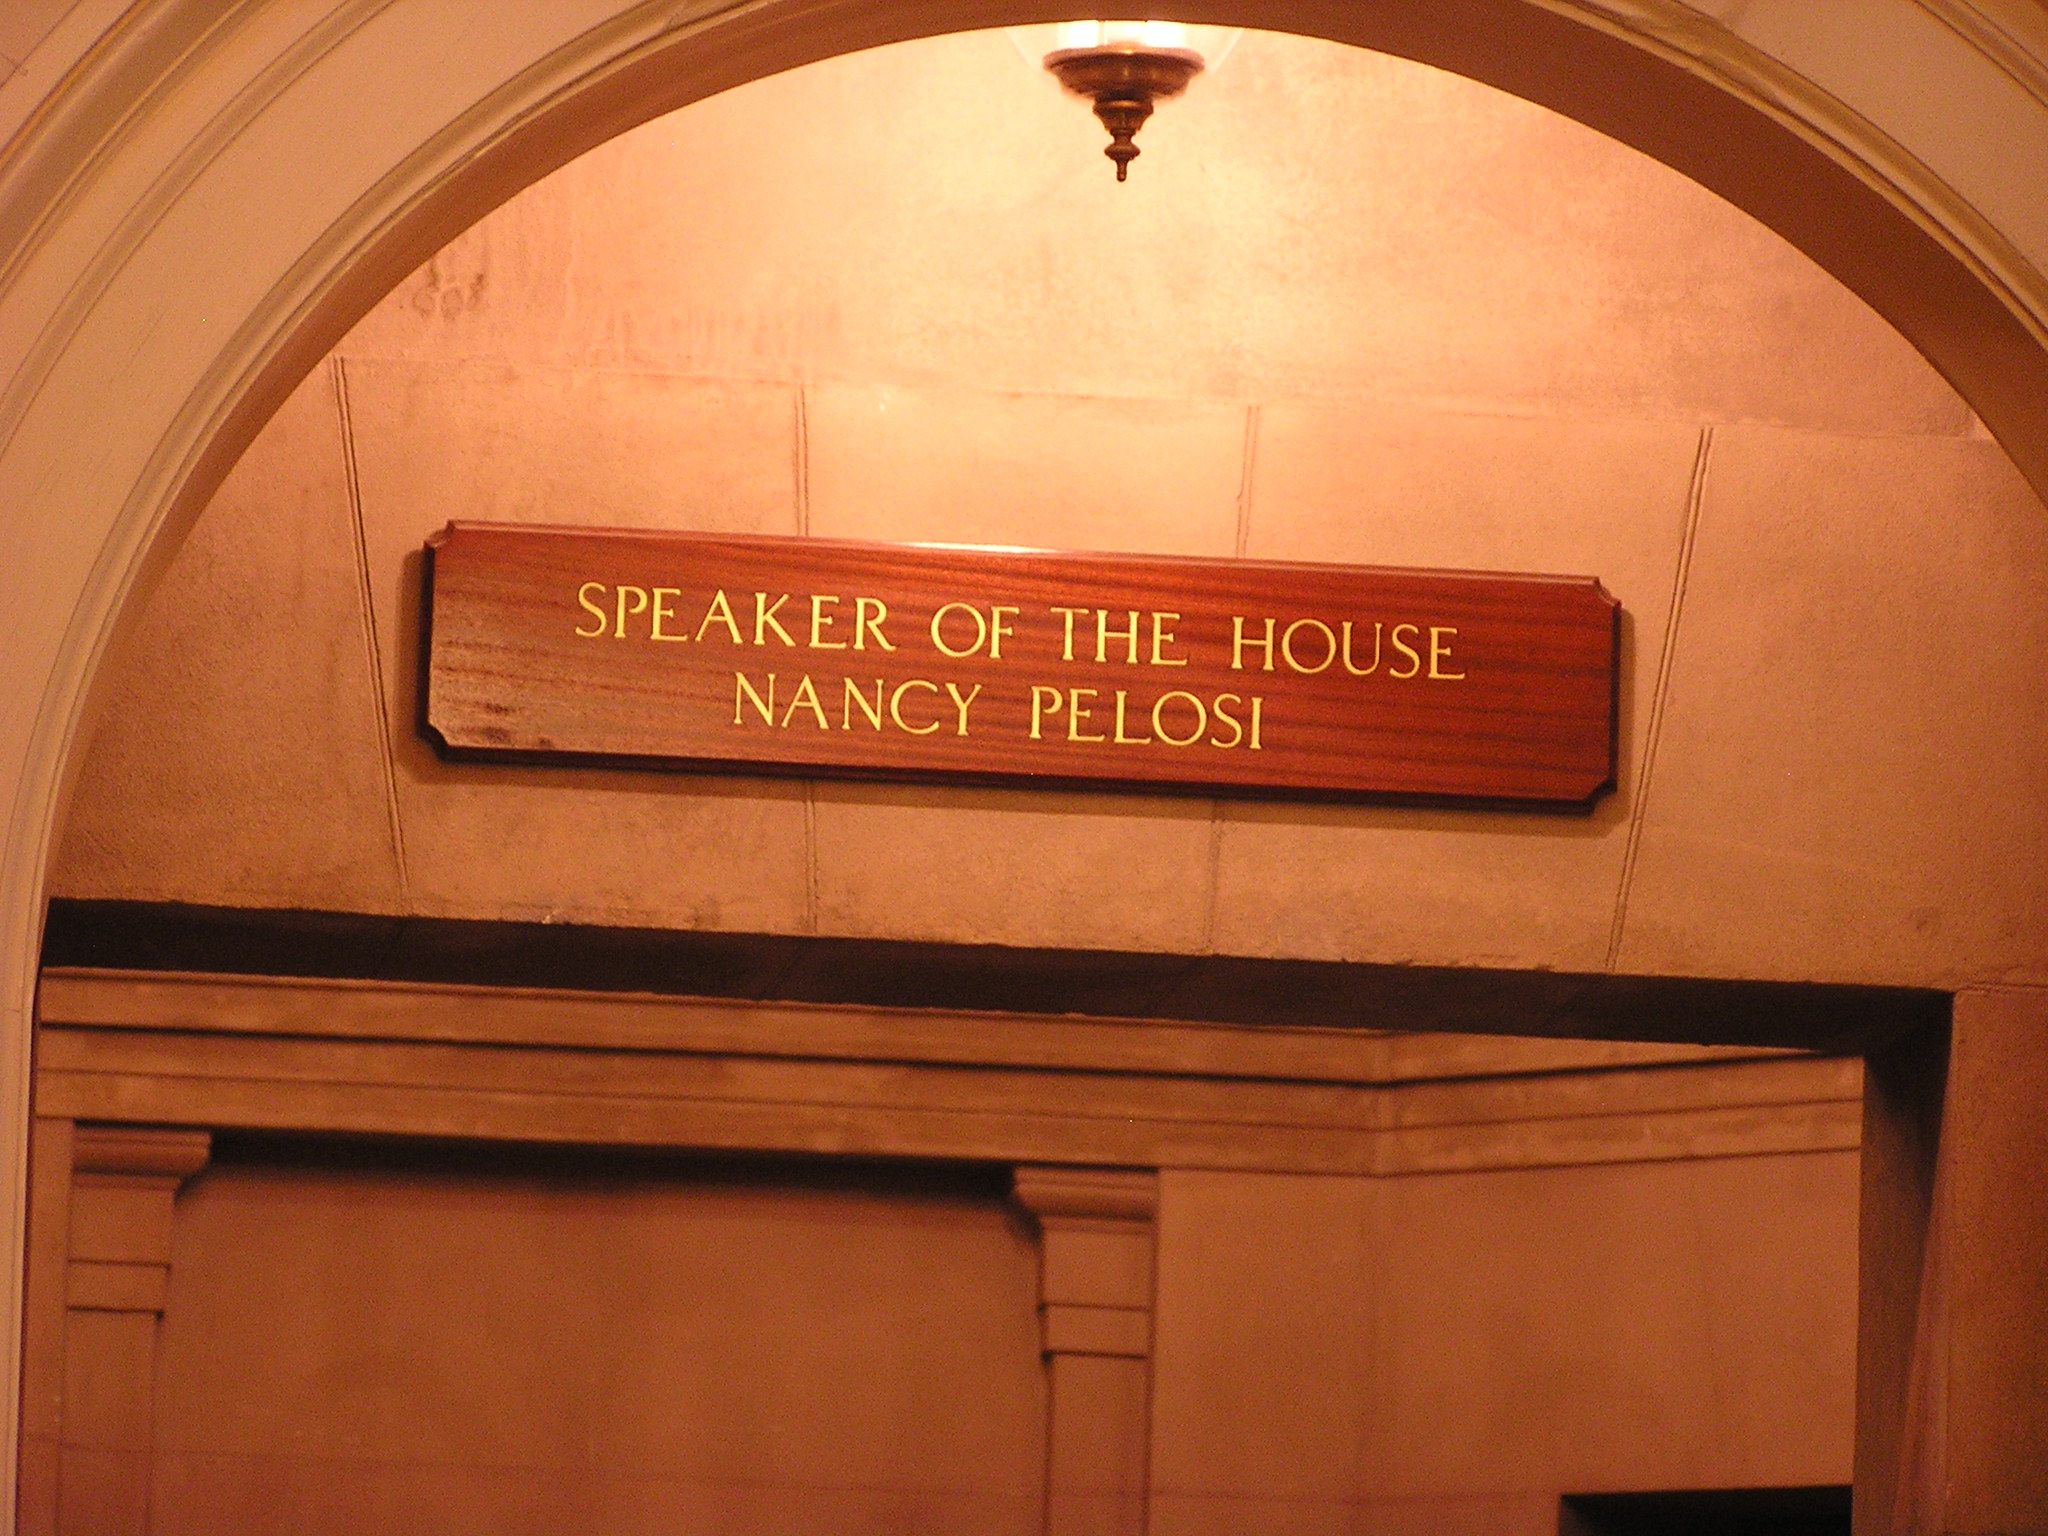 SPEAKER OF THE HOUSE
NANCY PELOSI